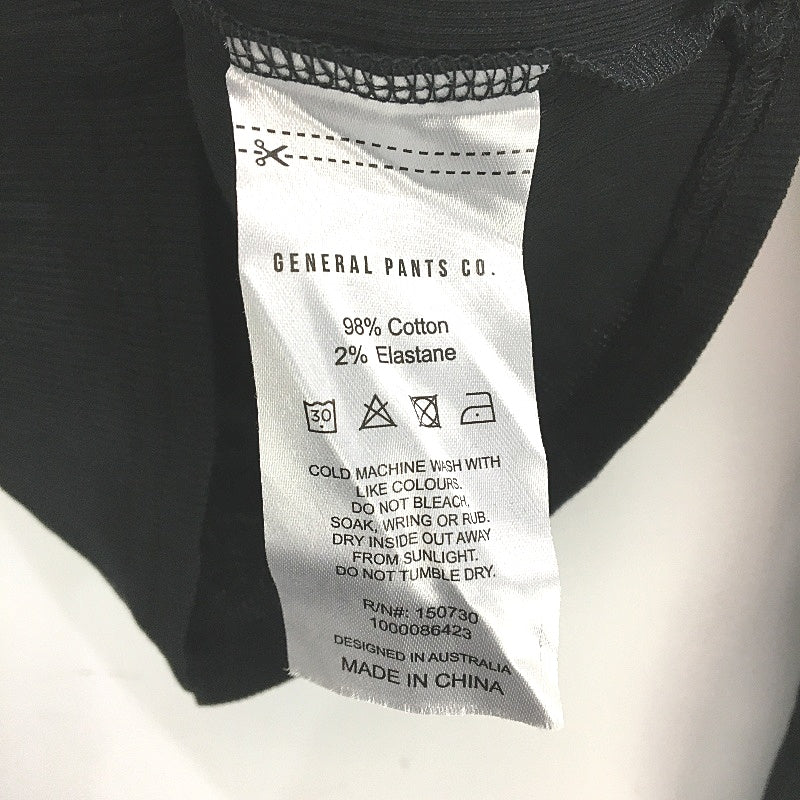 GENERAL PANTS CO.
98% Cotton
2% Elastane
30
COLD MACHINE WASH WITH
LIKE COLOURS.
DO NOT BLEACH,
SOAK, WRING OR RUB.
DRY INSIDE OUT AWAY
FROM SUNLIGHT.
DO NOT TUMBLE DRY.
R/N#: 150730
1000086423
DESIGNED IN AUSTRALIA
MADE IN CHINA